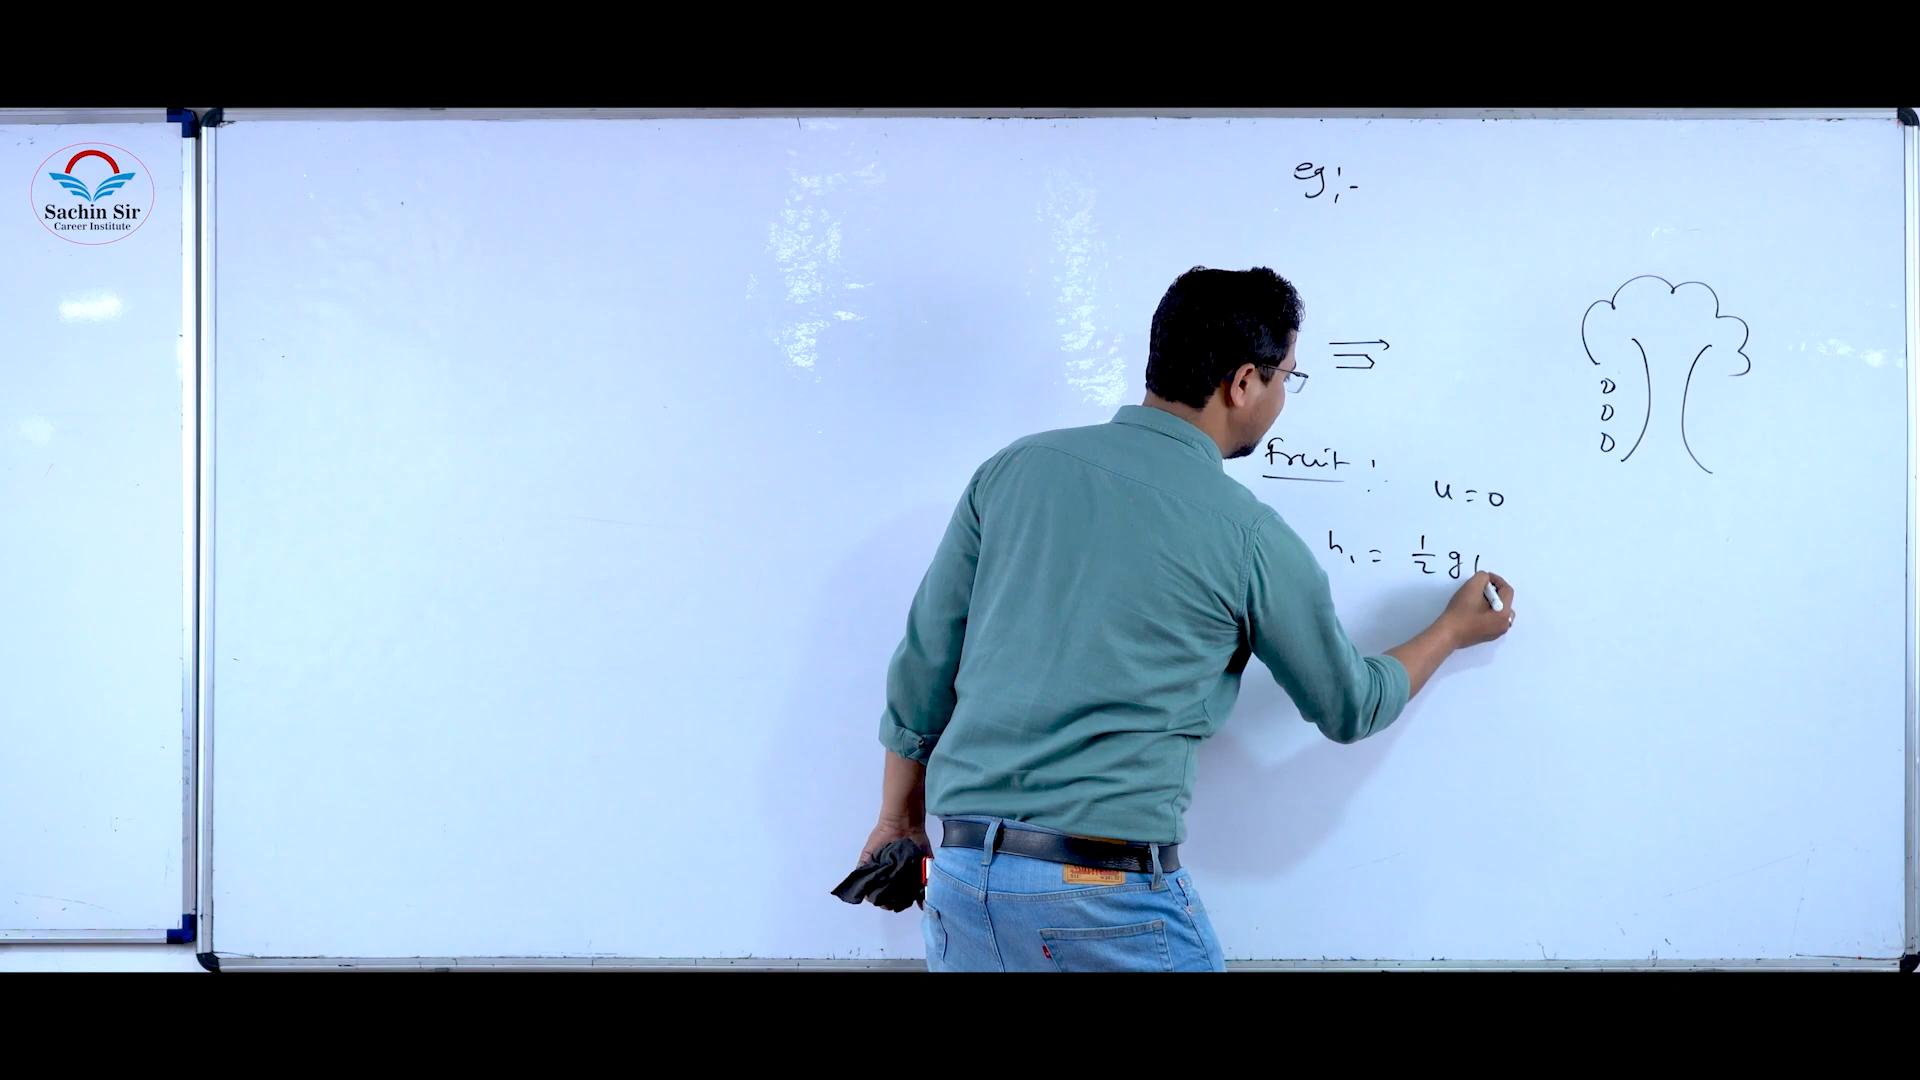 Sachin Sir
Career Institute
eg:-
Fruit :
u = 0
h₁ = 1/2 g